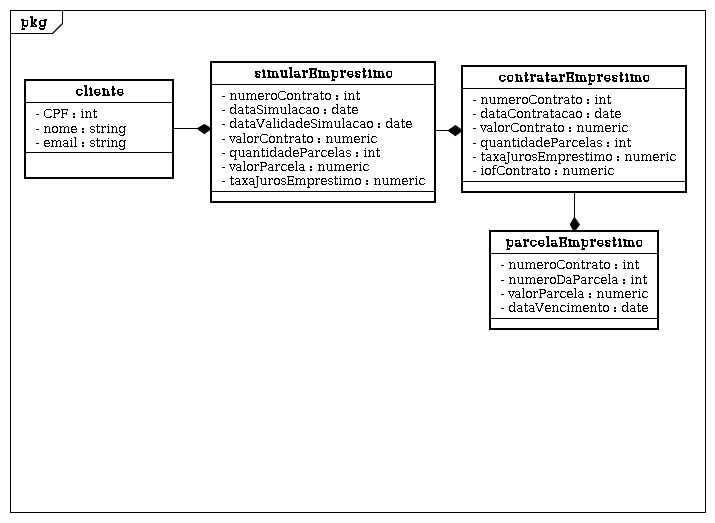 pkg
cliente
- CPF : int
- nome : string
- email : string
simularEmprestimo
- numeroContrato : int
- dataSimulacao : date
- dataValidadeSimulacao : date
- valorContrato : numeric
- quantidadeParcelas : int
- valorParcela : numeric
- taxaJurosEmprestimo : numeric
contratarEmprestimo
- numeroContrato : int
- dataContratacao : date
- valorContrato : numeric
- quantidadeParcelas : int
- taxaJurosEmprestimo : numeric
- iofContrato : numeric
parcelaEmprestimo
- numeroContrato : int
- numeroDaParcela : int
- valorParcela : numeric
- dataVencimento : date